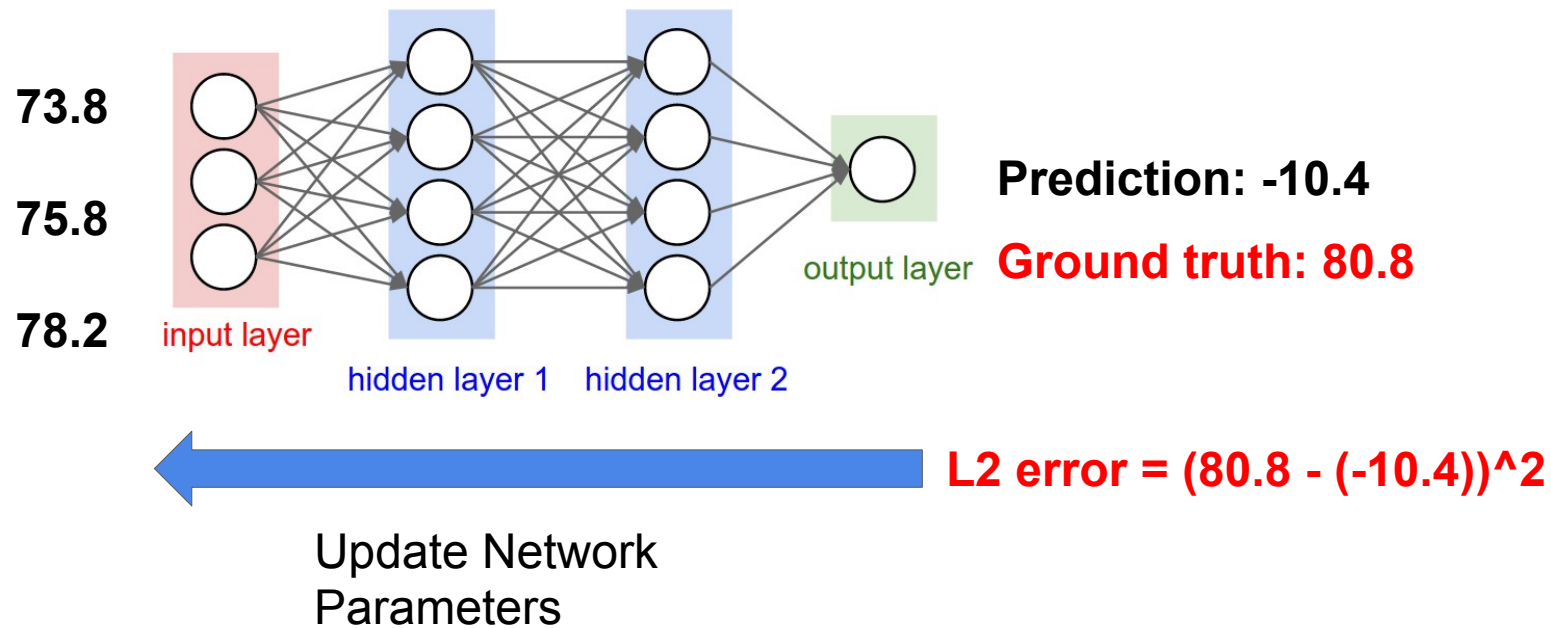 73.8
75.8
78.2
input layer
hidden layer 1
hidden layer 2
output layer
Prediction: -10.4
Ground truth: 80.8
L2 error = (80.8 - (-10.4))^2
Update Network
Parameters